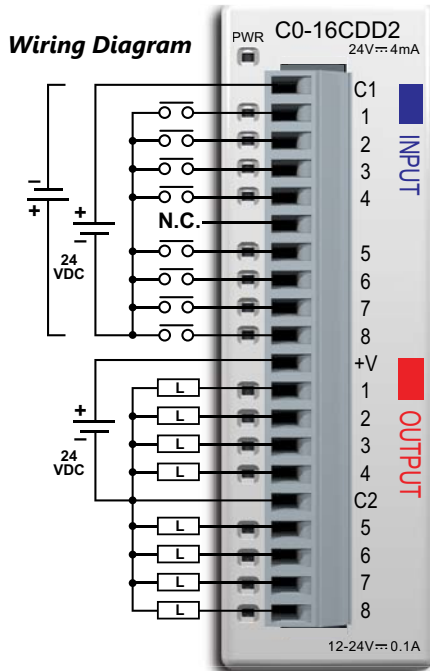 Wiring Diagram
PWR
C0-16CDD2
24V⎓4mA
C1
1
2
3
4
N.C.
5
6
7
8
INPUT
–
+
+
–
24
VDC
+V
1
2
3
4
C2
5
6
7
8
OUTPUT
+
–
24
VDC
L
L
L
L
L
L
L
L
12-24V⎓0.1A